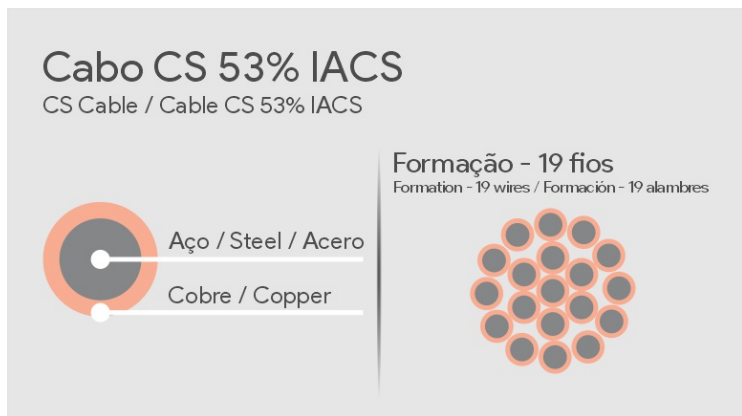 Cabo CS 53% IACS
CS Cable / Cable CS 53% IACS
Aço / Steel / Acero
Cobre / Copper
Formação - 19 fios
Formation - 19 wires / Formación - 19 alambres